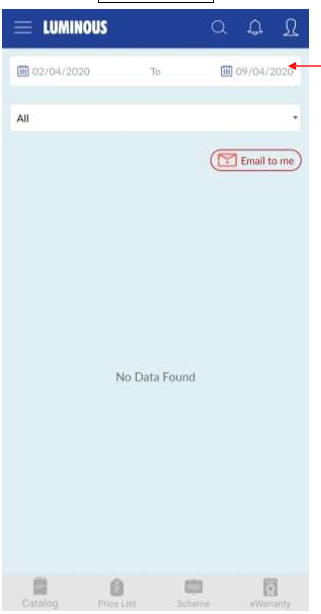 LUMINOUS
02/04/2020 To 09/04/2020
All
Email to me
No Data Found
Catalog Price List Scheme eWarranty